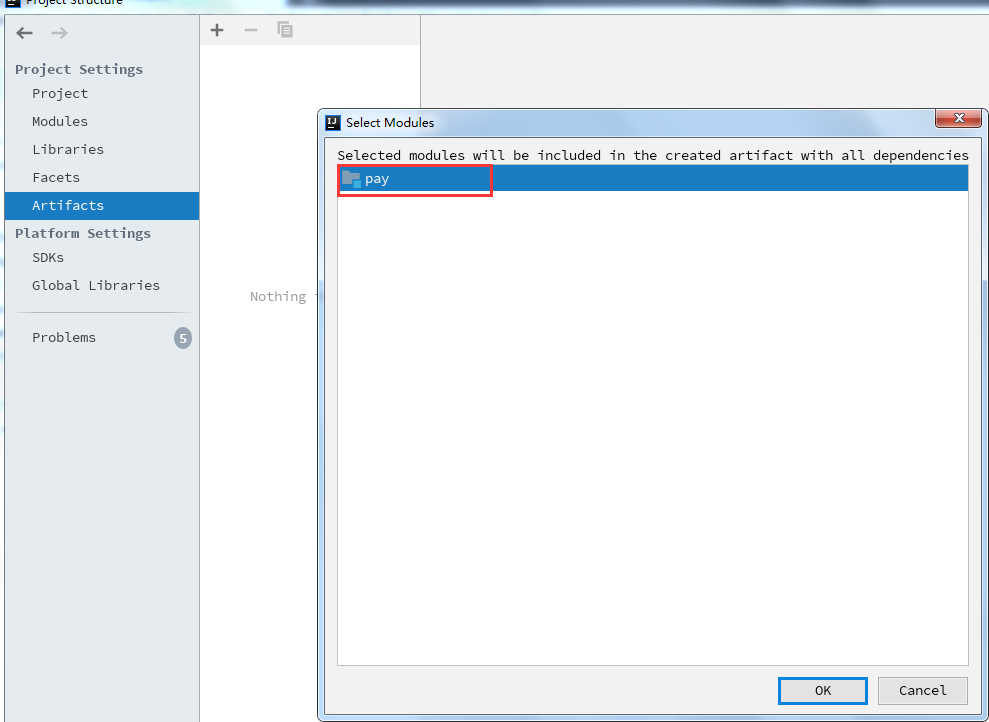 Project Structure
Project Settings
Project
Modules
Libraries
Facets
Artifacts
Platform Settings
SDKs
Global Libraries
Problems
5
Nothing
IJ
Select Modules
Selected modules will be included in the created artifact with all dependencies
pay
OK
Cancel